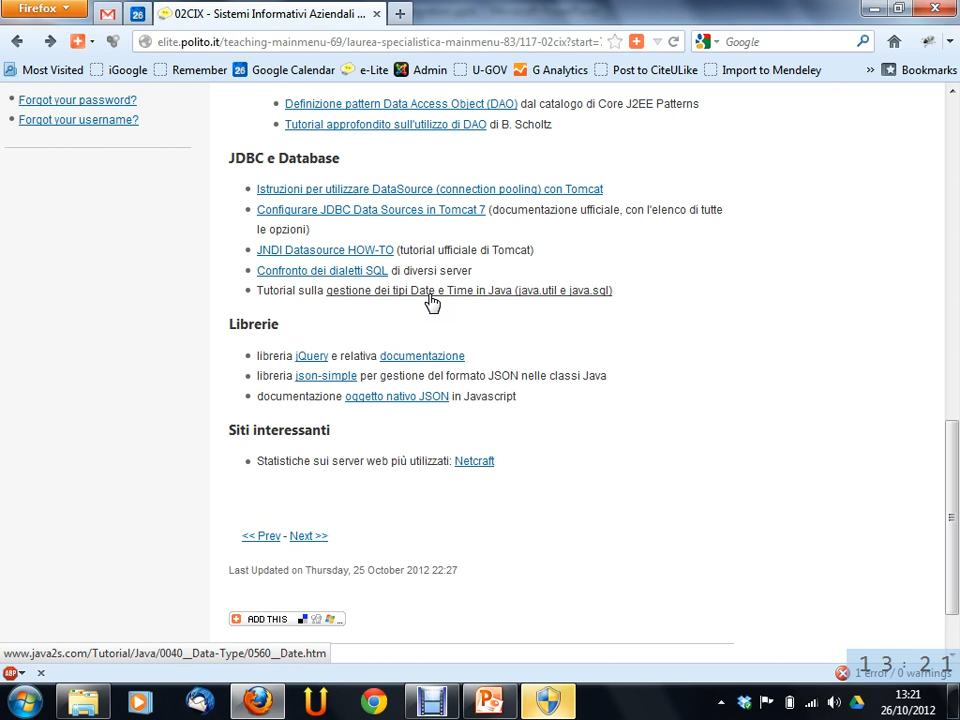 Firefox
02CIX - Sistemi Informativi Aziendali ...
elite.polito.it/teaching-mainmenu-69/laurea-specialistica-mainmenu-83/117-02cix?start=
Google
Most Visited iGoogle Remember 26 Google Calendar e-Lite Admin U-GOV G Analytics Post to CiteULike Import to Mendeley » Bookmarks
Forgot your password?
Forgot your username?
Definizione pattern Data Access Object (DAO) dal catalogo di Core J2EE Patterns
Tutorial approfondito sull'utilizzo di DAO di B. Scholtz
JDBC e Database
Istruzioni per utilizzare DataSource (connection pooling) con Tomcat
Configurare JDBC Data Sources in Tomcat 7 (documentazione ufficiale, con l'elenco di tutte
le opzioni)
JNDI Datasource HOW-TO (tutorial ufficiale di Tomcat)
Confronto dei dialetti SQL di diversi server
Tutorial sulla gestione dei tipi Date e Time in Java (java.util e java.sql)
Librerie
libreria jQuery e relativa documentazione
libreria json-simple per gestione del formato JSON nelle classi Java
documentazione oggetto nativo JSON in Javascript
Siti interessanti
Statistiche sui server web più utilizzati: Netcraft
<< Prev - Next >>
Last Updated on Thursday, 25 October 2012 22:27
ADD THIS
www.java2s.com/Tutorial/Java/0040__Data-Type/0560__Date.htm
ABP
13:21
1 error / 0 warnings
13:21
26/10/2012